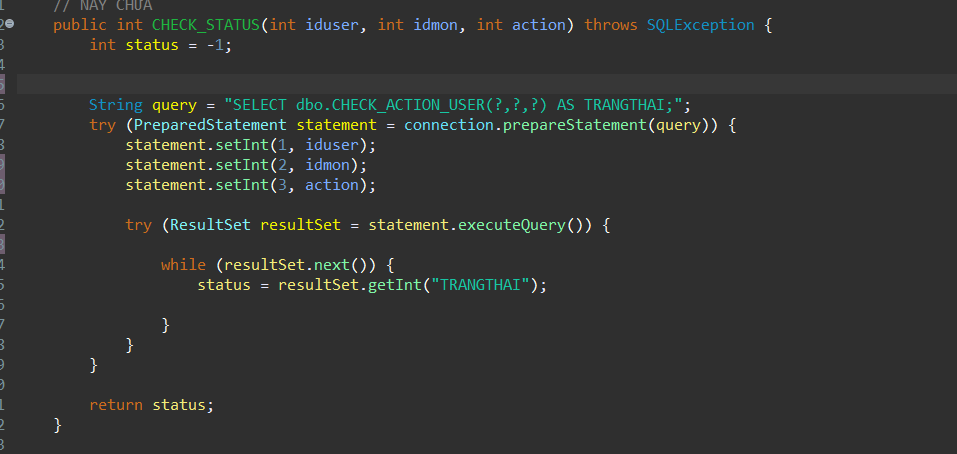 // NAY CHƯA
public int CHECK_STATUS(int iduser, int idmon, int action) throws SQLException {
int status = -1;
String query = "SELECT dbo.CHECK_ACTION_USER(?,?,?) AS TRANGTHAI;";
try (PreparedStatement statement = connection.prepareStatement(query)) {
statement.setInt(1, iduser);
statement.setInt(2, idmon);
statement.setInt(3, action);
try (ResultSet resultSet = statement.executeQuery()) {
while (resultSet.next()) {
status = resultSet.getInt("TRANGTHAI");
}
}
}
return status;
}